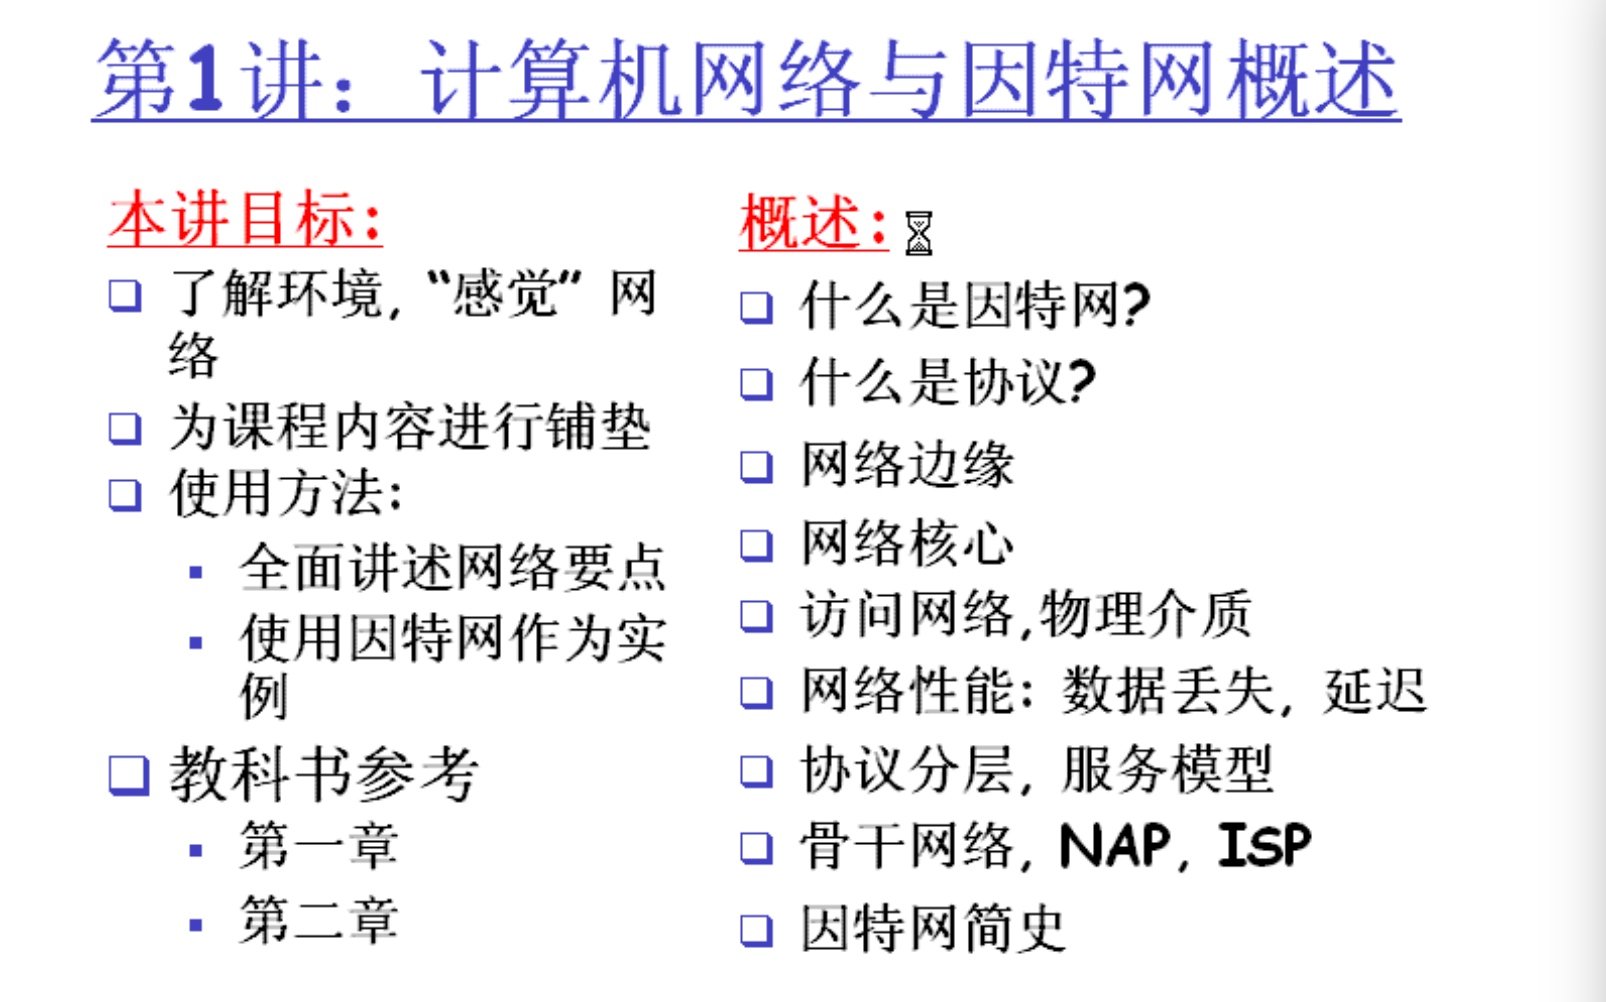 第1讲：计算机网络与因特网概述
本讲目标:
了解环境, “感觉” 网
络
为课程内容进行铺垫
使用方法:
全面讲述网络要点
使用因特网作为实
例
教科书参考
第一章
第二章
概述:
什么是因特网?
什么是协议?
网络边缘
网络核心
访问网络,物理介质
网络性能: 数据丢失, 延迟
协议分层, 服务模型
骨干网络, NAP, ISP
因特网简史